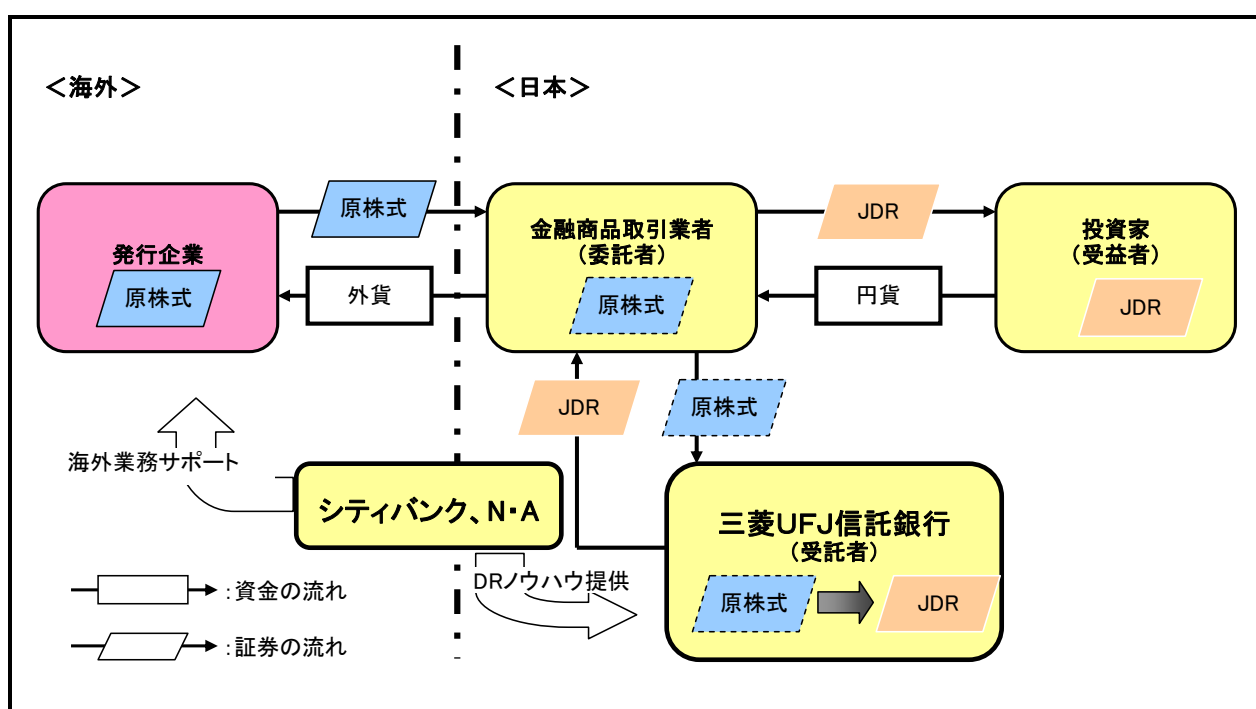 ＜海外＞
＜日本＞
原株式
JDR
発行企業
原株式
金融商品取引業者
（委託者）
原株式
投資家
（受益者）
JDR
外貨
円貨
JDR
原株式
海外業務サポート
シティバンク、N・A
三菱ＵＦＪ信託銀行
（受託者）
原株式
JDR
DRノウハウ提供
：資金の流れ
：証券の流れ